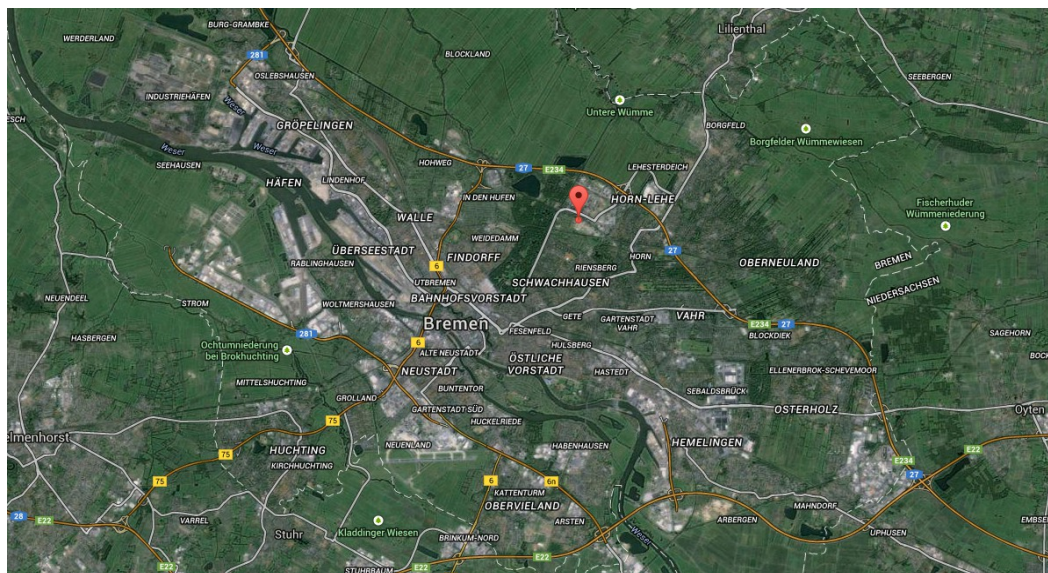 BURG-GRAMBKE
Lilienthal
WERDERLAND
BLOCKLAND
281
OSLEBSHAUSEN
SEEBERGEN
INDUSTRIEHÄFEN
Weser
Untere Wümme
ESCH
GRÖPELINGEN
BORGFELD
Borgfelder Wümmewiesen
Weser
Weser
SEEHAUSEN
HOHWEG
27
E234
LEHESTERDEICH
HÄFEN
LINDENHOF
IN DEN HUFEN
HORN-LEHE
Fischerhuder
Wümmeniederung
WALLE
WEIDEDAMM
ÜBERSEESTADT
FINDORFF
27
HORN
RABLINGHAUSEN
6
RIENSBERG
OBERNEULAND
BREMEN
UTBREMEN
SCHWACHHAUSEN
NEUENDEEL
STROM
WOLTMERSHAUSEN
BAHNHOFSVORSTADT
NIEDERSACHSEN
GETE
GARTENSTADT
VAHR
VAHR
Bremen
FESENFELD
E234
27
HASBERGEN
281
BLOCKDIEK
SAGEHORN
Ochtumniederung
bei Brokhuchting
6
HULSBERG
ALTE NEUSTADT
ÖSTLICHE
VORSTADT
BOCK
NEUSTADT
HASTEDT
ELLENERBROK-SCHEVEMOOR
MITTELSHUCHTING
BUNTENTOR
SEBALDSBRÜCK
GROLLAND
GARTENSTADT-SÜD
OSTERHOLZ
Oyten
75
HUCKELRIEDE
elmenhorst
HUCHTING
NEUENLAND
HABENHAUSEN
HEMELINGEN
75
KIRCHHUCHTING
E234
E22
75
6
6n
27
KATTENTURM
OBERVIELAND
MAHNDORF
28
E22
VARREL
Kladdinger Wiesen
ARSTEN
ARBERGEN
EMBSE
Stuhr
Weser
UPHUSEN
BRINKUM-NORD
E22
E22
STUHRBAUM